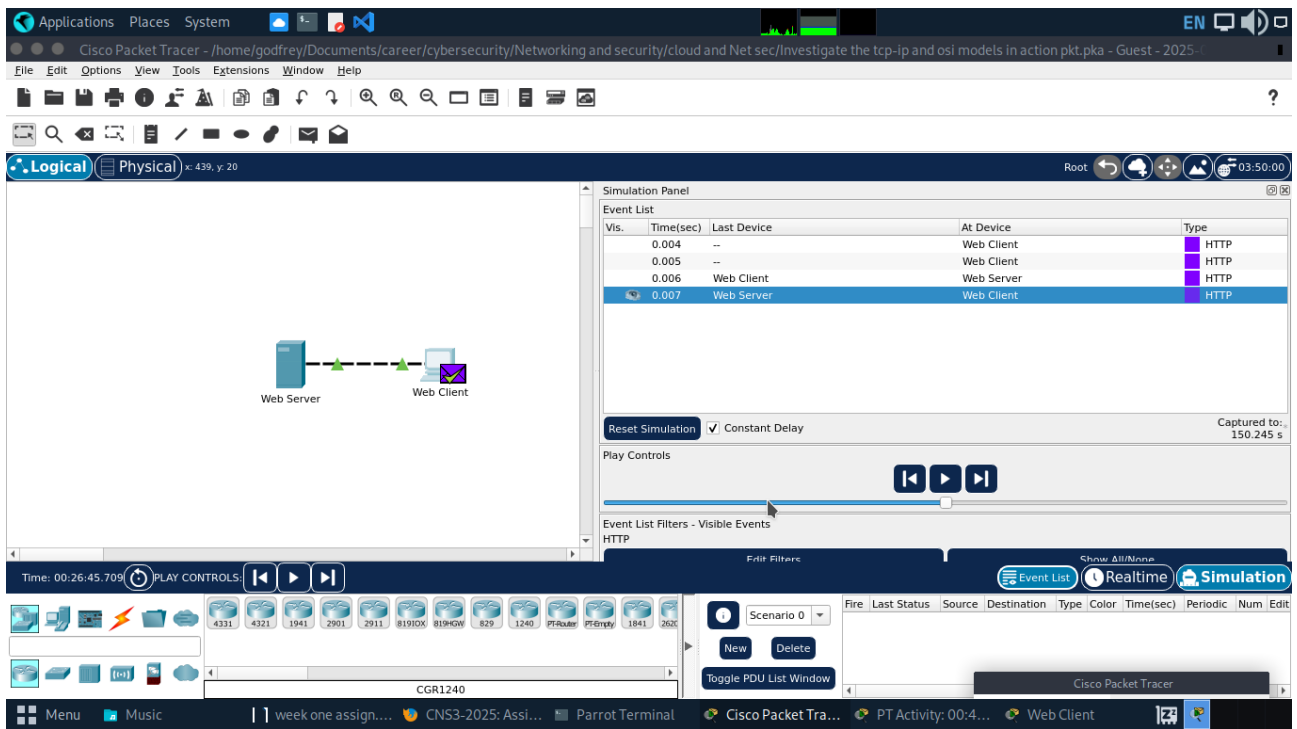 Applications Places System EN
Cisco Packet Tracer - /home/godfrey/Documents/career/cybersecurity/Networking and security/cloud and Net sec/Investigate the tcp-ip and osi models in action pkt.pka - Guest - 2025-
File Edit Options View Tools Extensions Window Help
?
Logical Physical x: 439, y: 20 Root 03:50:00
Simulation Panel
Event List
Vis. Time(sec) Last Device At Device Type
0.004 -- Web Client HTTP
0.005 -- Web Client HTTP
0.006 Web Client Web Server HTTP
0.007 Web Server Web Client HTTP
Web Server
Web Client
Reset Simulation Constant Delay Captured to:
150.245 s
Play Controls
Event List Filters - Visible Events
HTTP
Edit Filters Show All/None
Time: 00:26:45.709 PLAY CONTROLS: Event List Realtime Simulation
4331 4321 1941 2901 2911 819IOX 819HGW 829 1240 PT-Router PT-Empty 1841 262
CGR1240
Scenario 0
New Delete
Toggle PDU List Window
Fire Last Status Source Destination Type Color Time(sec) Periodic Num Edit
Cisco Packet Tracer
Menu Music week one assign.... CNS3-2025: Assi... Parrot Terminal Cisco Packet Tra... PT Activity: 00:4... Web Client